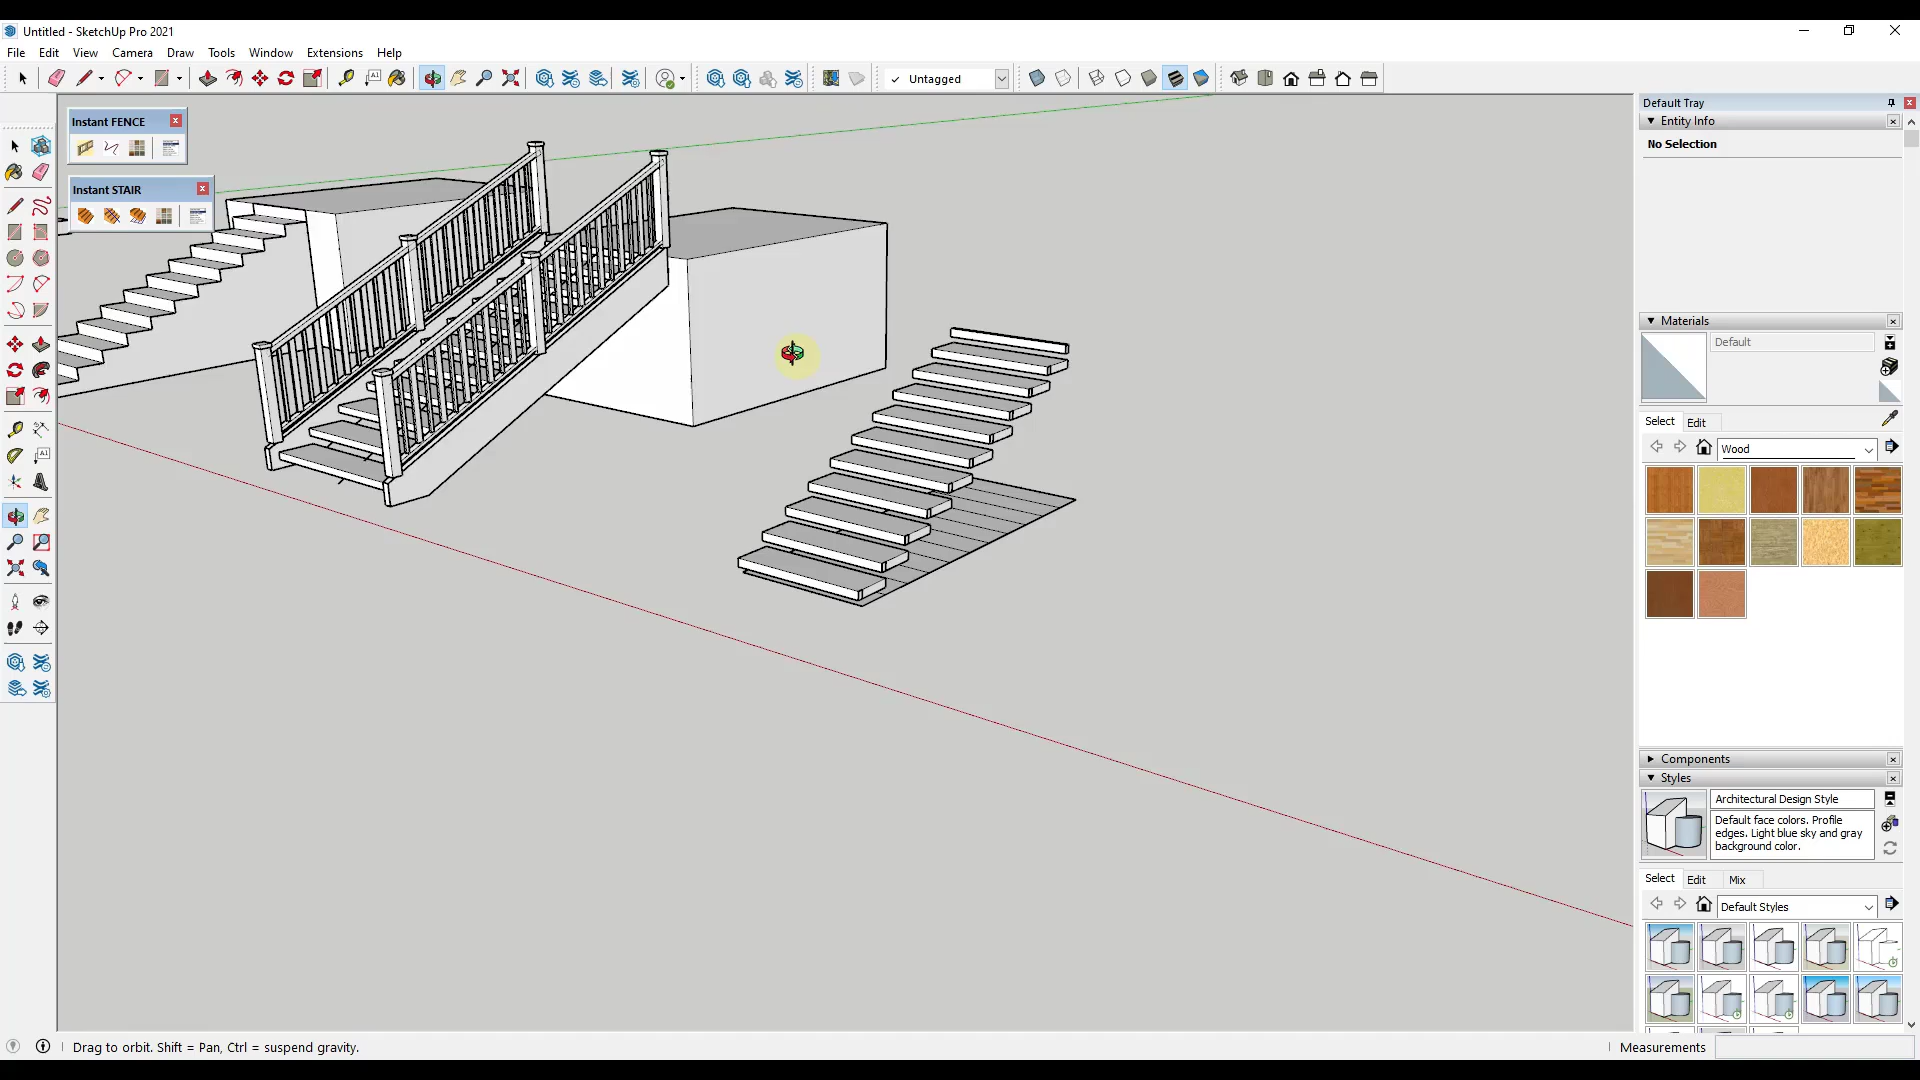 Untitled - SketchUp Pro 2021
File Edit View Camera Draw Tools Window Extensions Help
A1
Untagged
Default Tray
Instant FENCE
Entity Info
No Selection
Instant STAIR
Materials
Default
Select Edit
Wood
A1
Components
Styles
Architectural Design Style
Default face colors. Profile
edges. Light blue sky and gray
background color.
Select Edit Mix
Default Styles
Drag to orbit. Shift = Pan, Ctrl = suspend gravity.
Measurements